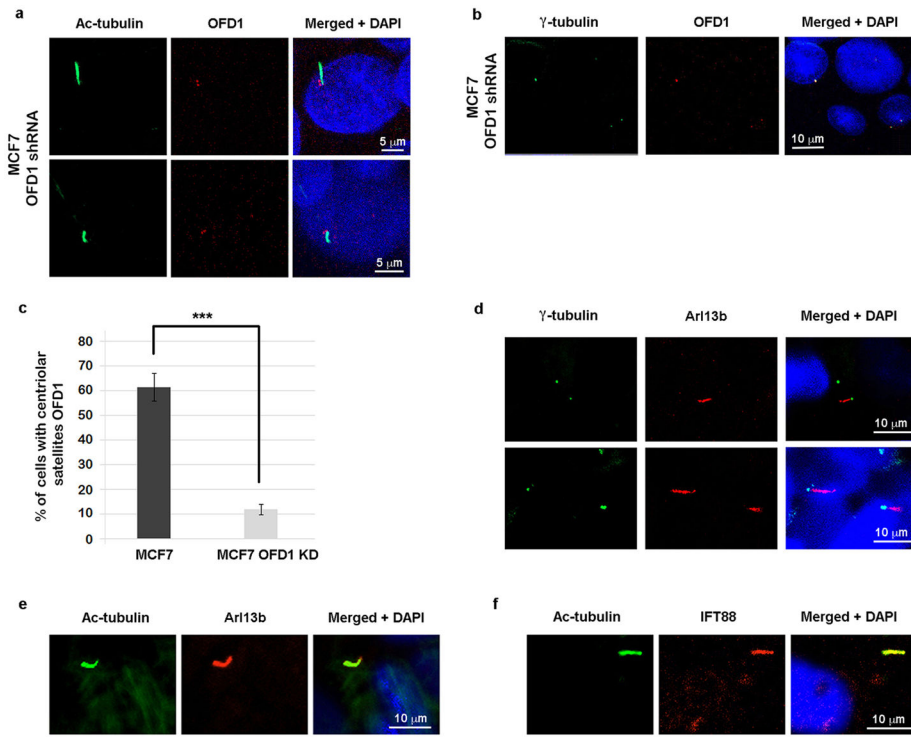 a
Ac-tubulin OFD1 Merged + DAPI
MCF7
OFD1 shRNA
5 μm
5 μm
b
γ-tubulin OFD1 Merged + DAPI
MCF7
OFD1 shRNA
10 μm
c
***
% of cells with centriolar
satellites OFD1
80
70
60
50
40
30
20
10
0
MCF7 MCF7 OFD1 KD
d
γ-tubulin Arl13b Merged + DAPI
10 μm
10 μm
e
Ac-tubulin Arl13b Merged + DAPI
10 μm
f
Ac-tubulin IFT88 Merged + DAPI
10 μm